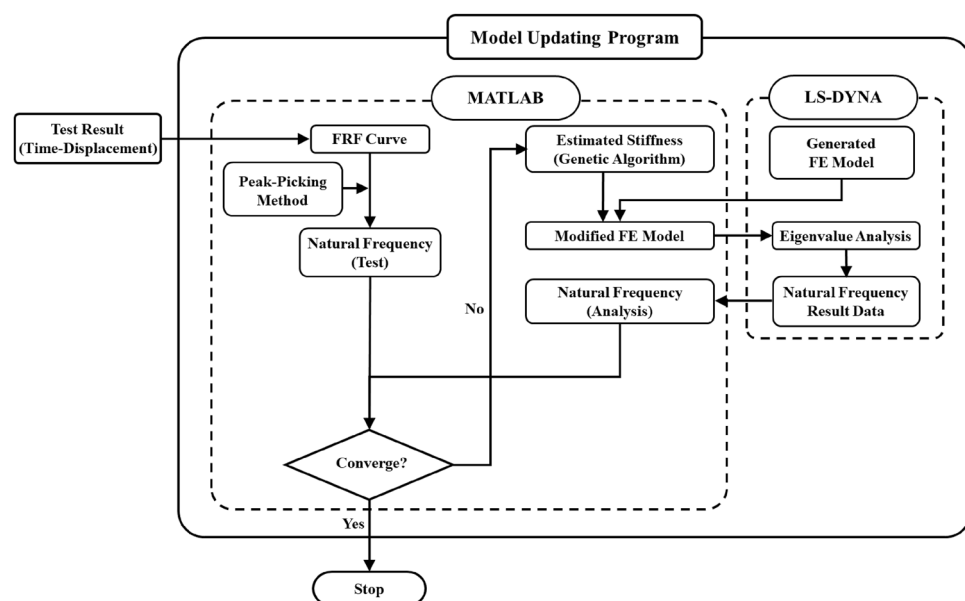 Model Updating Program
MATLAB
LS-DYNA
Test Result
(Time-Displacement)
FRF Curve
Peak-Picking
Method
Natural Frequency
(Test)
Estimated Stiffness
(Genetic Algorithm)
Generated
FE Model
Modified FE Model
Eigenvalue Analysis
Natural Frequency
(Analysis)
Natural Frequency
Result Data
No
Converge?
Yes
Stop